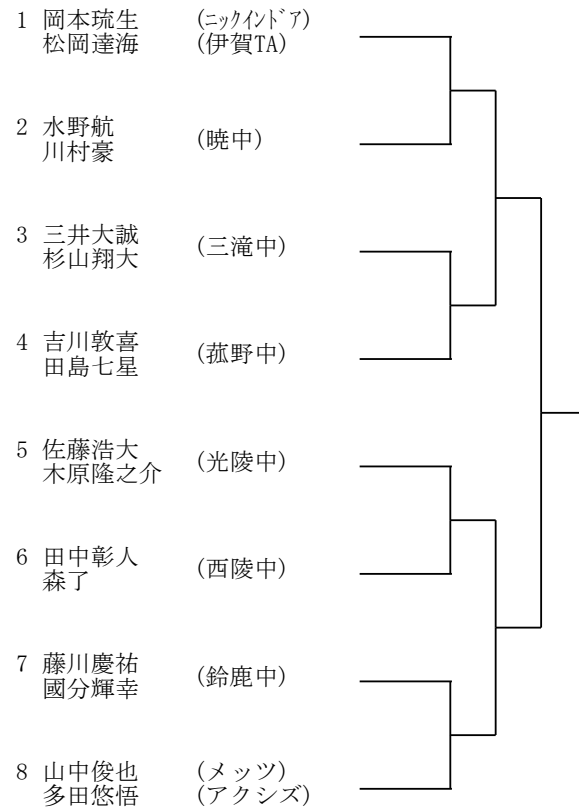 1 岡本琉生 (ﾆｯｸｲﾝﾄﾞｱ)
松岡達海 (伊賀TA)
2 水野航
川村豪 (暁中)
3 三井大誠
杉山翔大 (三滝中)
4 吉川敦喜
田島七星 (菰野中)
5 佐藤浩大
木原隆之介 (光陵中)
6 田中彰人
森了 (西陵中)
7 藤川慶祐
國分輝幸 (鈴鹿中)
8 山中俊也 (メッツ)
多田悠悟 (アクシズ)